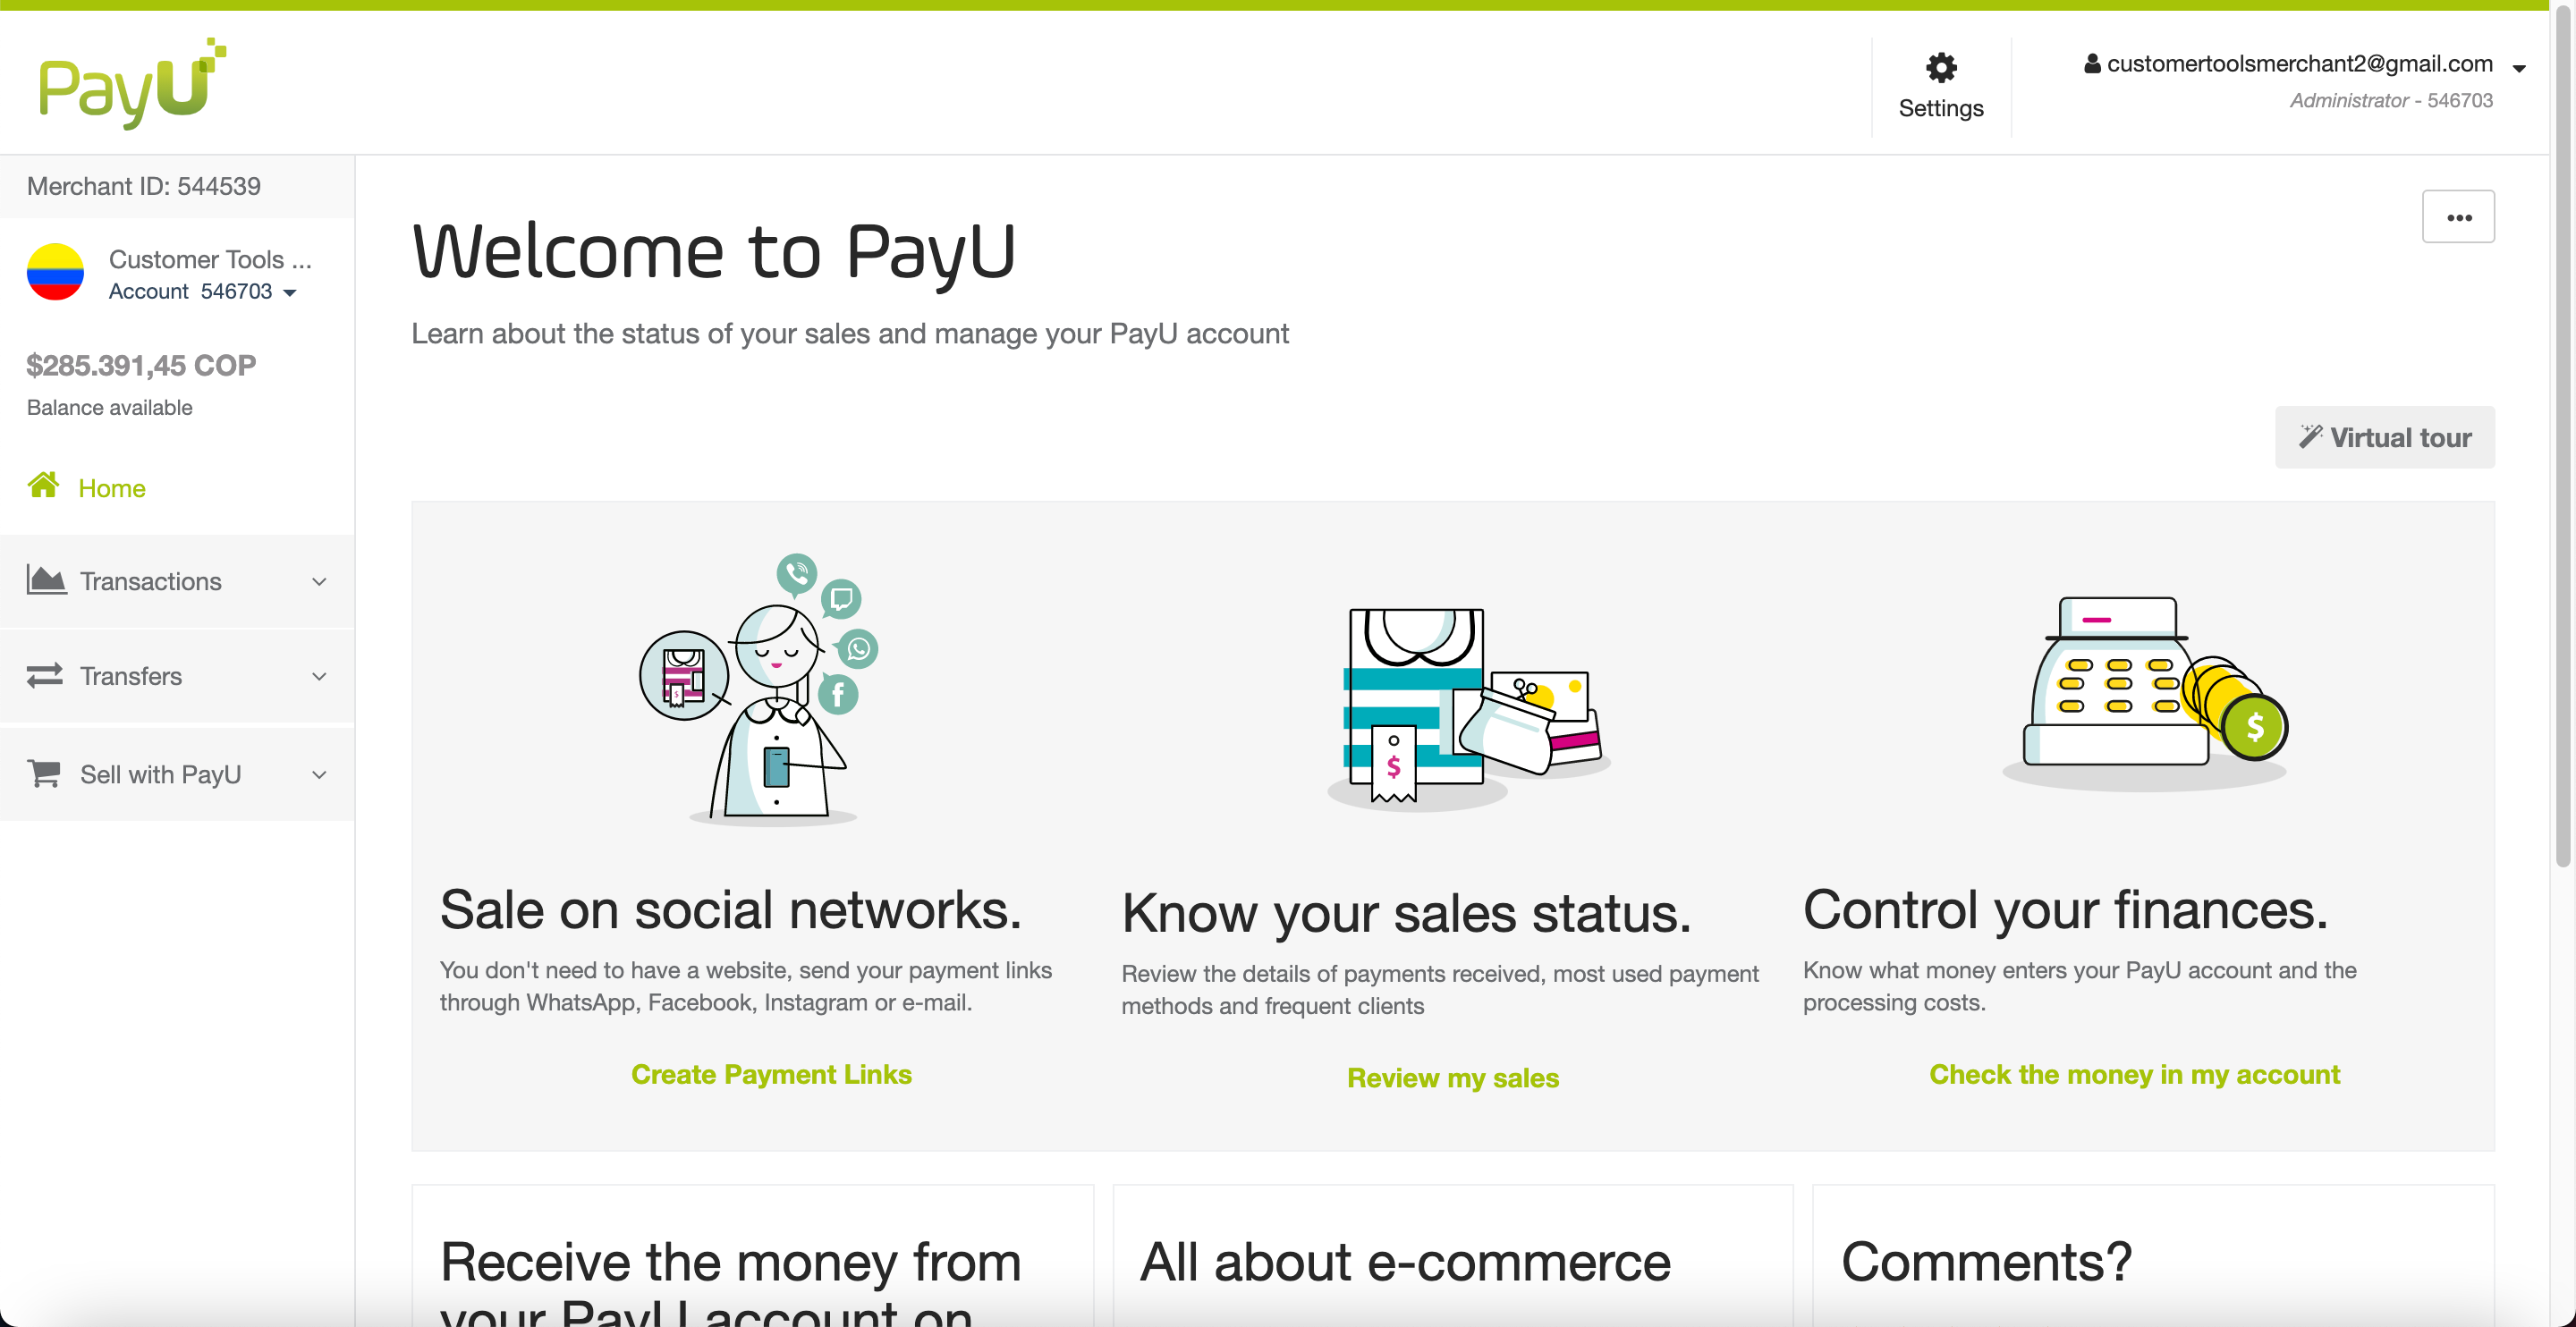 PayU
Settings
customertoolsmerchant2@gmail.com
Administrator - 546703
Merchant ID: 544539
Customer Tools ...
Account 546703
$285.391,45 COP
Balance available
Home
Transactions
Transfers
Sell with PayU
Welcome to PayU
Learn about the status of your sales and manage your PayU account
Virtual tour
Sale on social networks.
You don't need to have a website, send your payment links
through WhatsApp, Facebook, Instagram or e-mail.
Create Payment Links
Know your sales status.
Review the details of payments received, most used payment
methods and frequent clients
Review my sales
Control your finances.
Know what money enters your PayU account and the
processing costs.
Check the money in my account
Receive the money from
your PayU account on
All about e-commerce
Comments?